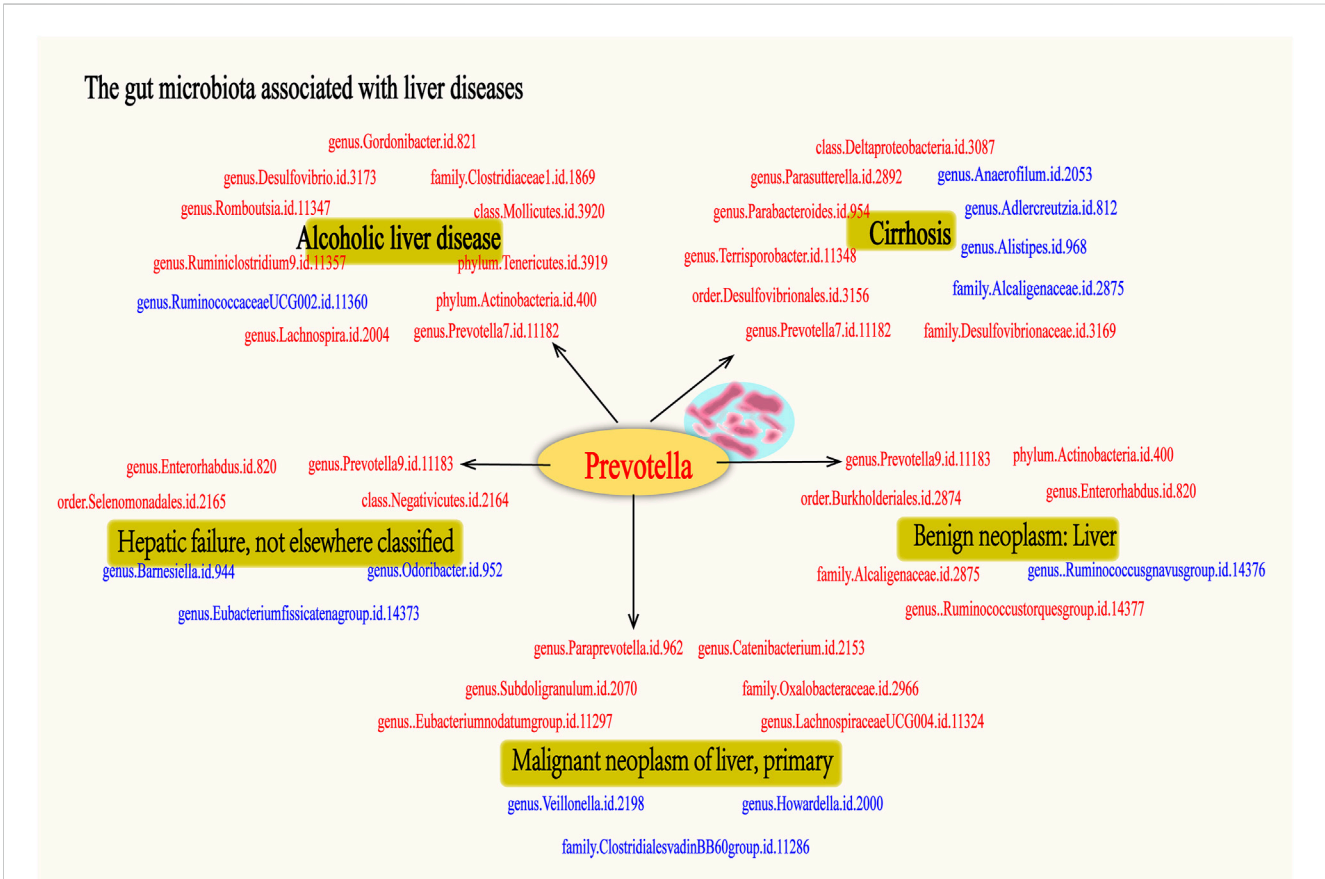 The gut microbiota associated with liver diseases
genus.Gordonibacter.id.821
genus.Desulfovibrio.id.3173
family.Clostridiaceae1.id.1869
genus.Romboutsia.id.11347
class.Mollicutes.id.3920
Alcoholic liver disease
genus.Ruminiclostridium9.id.11357
phylum.Tenericutes.id.3919
genus.RuminococcaceaeUCG002.id.11360
phylum.Actinobacteria.id.400
genus.Lachnospira.id.2004
genus.Prevotella7.id.11182
class.Deltaproteobacteria.id.3087
genus.Parasutterella.id.2892
genus.Anaerofilum.id.2053
genus.Parabacteroides.id.954
genus.Adlercreutzia.id.812
Cirrhosis
genus.Alistipes.id.968
genus.Terrisporobacter.id.11348
order.Desulfovibrionales.id.3156
family.Alcaligenaceae.id.2875
genus.Prevotella7.id.11182
family.Desulfovibrionaceae.id.3169
Prevotella
genus.Enterorhabdus.id.820
genus.Prevotella9.id.11183
order.Selenomonadales.id.2165
class.Negativicutes.id.2164
Hepatic failure, not elsewhere classified
genus.Barnesiella.id.944
genus.Odoribacter.id.952
genus.Eubacteriumfissicatenagroup.id.14373
genus.Prevotella9.id.11183
phylum.Actinobacteria.id.400
order.Burkholderiales.id.2874
genus.Enterorhabdus.id.820
Benign neoplasm: Liver
family.Alcaligenaceae.id.2875
genus..Ruminococcusgnavusgroup.id.14376
genus..Ruminococcustorquesgroup.id.14377
genus.Paraprevotella.id.962
genus.Catenibacterium.id.2153
genus.Subdoligranulum.id.2070
family.Oxalobacteraceae.id.2966
genus..Eubacteriumnodatumgroup.id.11297
genus.LachnospiraceaeUCG004.id.11324
Malignant neoplasm of liver, primary
genus.Veillonella.id.2198
genus.Howardella.id.2000
family.ClostridialesvadinBB60group.id.11286